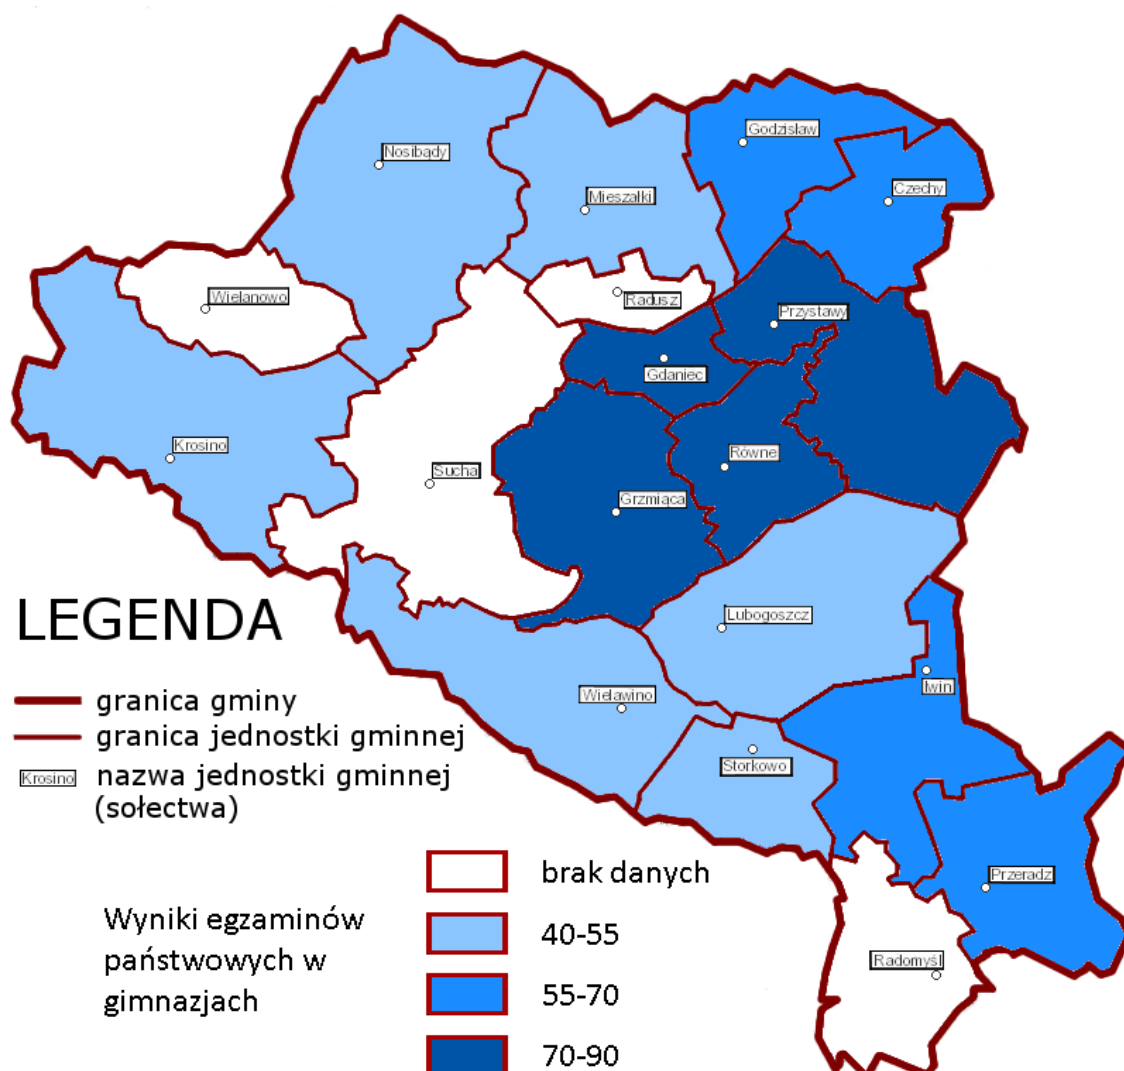 Godzisław
Nosibądy
Czechy
Mieszałki
Wielanowo
Radusz
Przystawy
Gdaniec
Krosino
Równe
Sucha
Grzmiąca
LEGENDA
Lubogoszcz
Iwin
Wielawino
granica gminy
granica jednostki gminnej
Storkowo
Krosino
nazwa jednostki gminnej
(sołectwa)
brak danych
Przeradz
Wyniki egzaminów
państwowych w
gimnazjach
40-55
Radomyśl
55-70
70-90